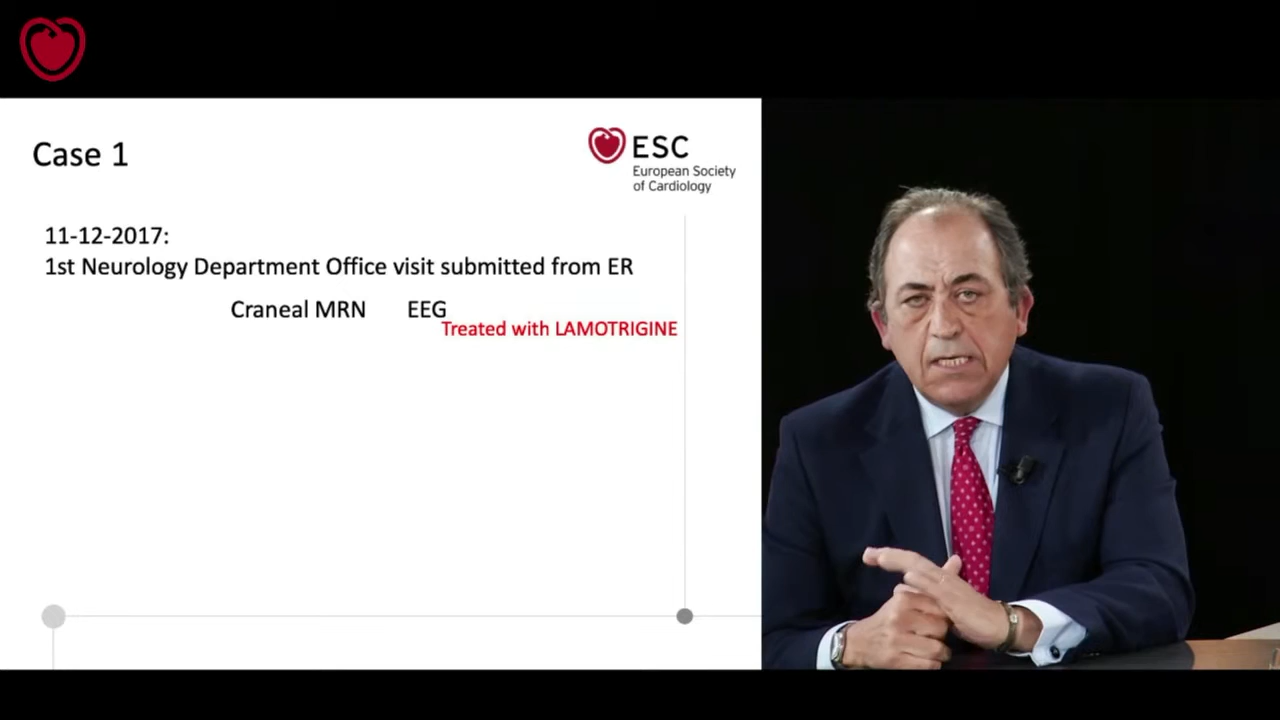 Case 1
ESC
European Society
of Cardiology
11-12-2017:
1st Neurology Department Office visit submitted from ER
Craneal MRN EEG
Treated with LAMOTRIGINE